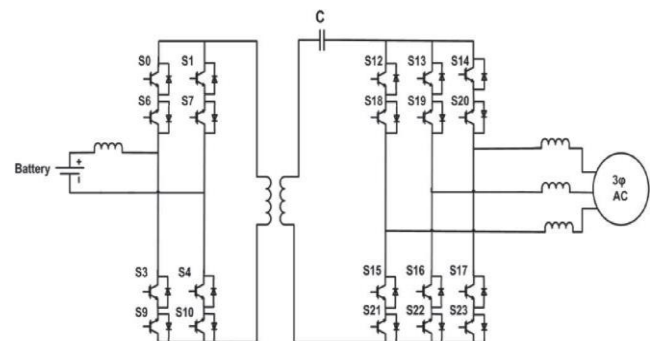 C
S0 S1 S12 S13 S14
S6 S7 S18 S19 S20
Battery + 3φ
AC
S3 S4 S15 S16 S17
S9 S10 S21 S22 S23